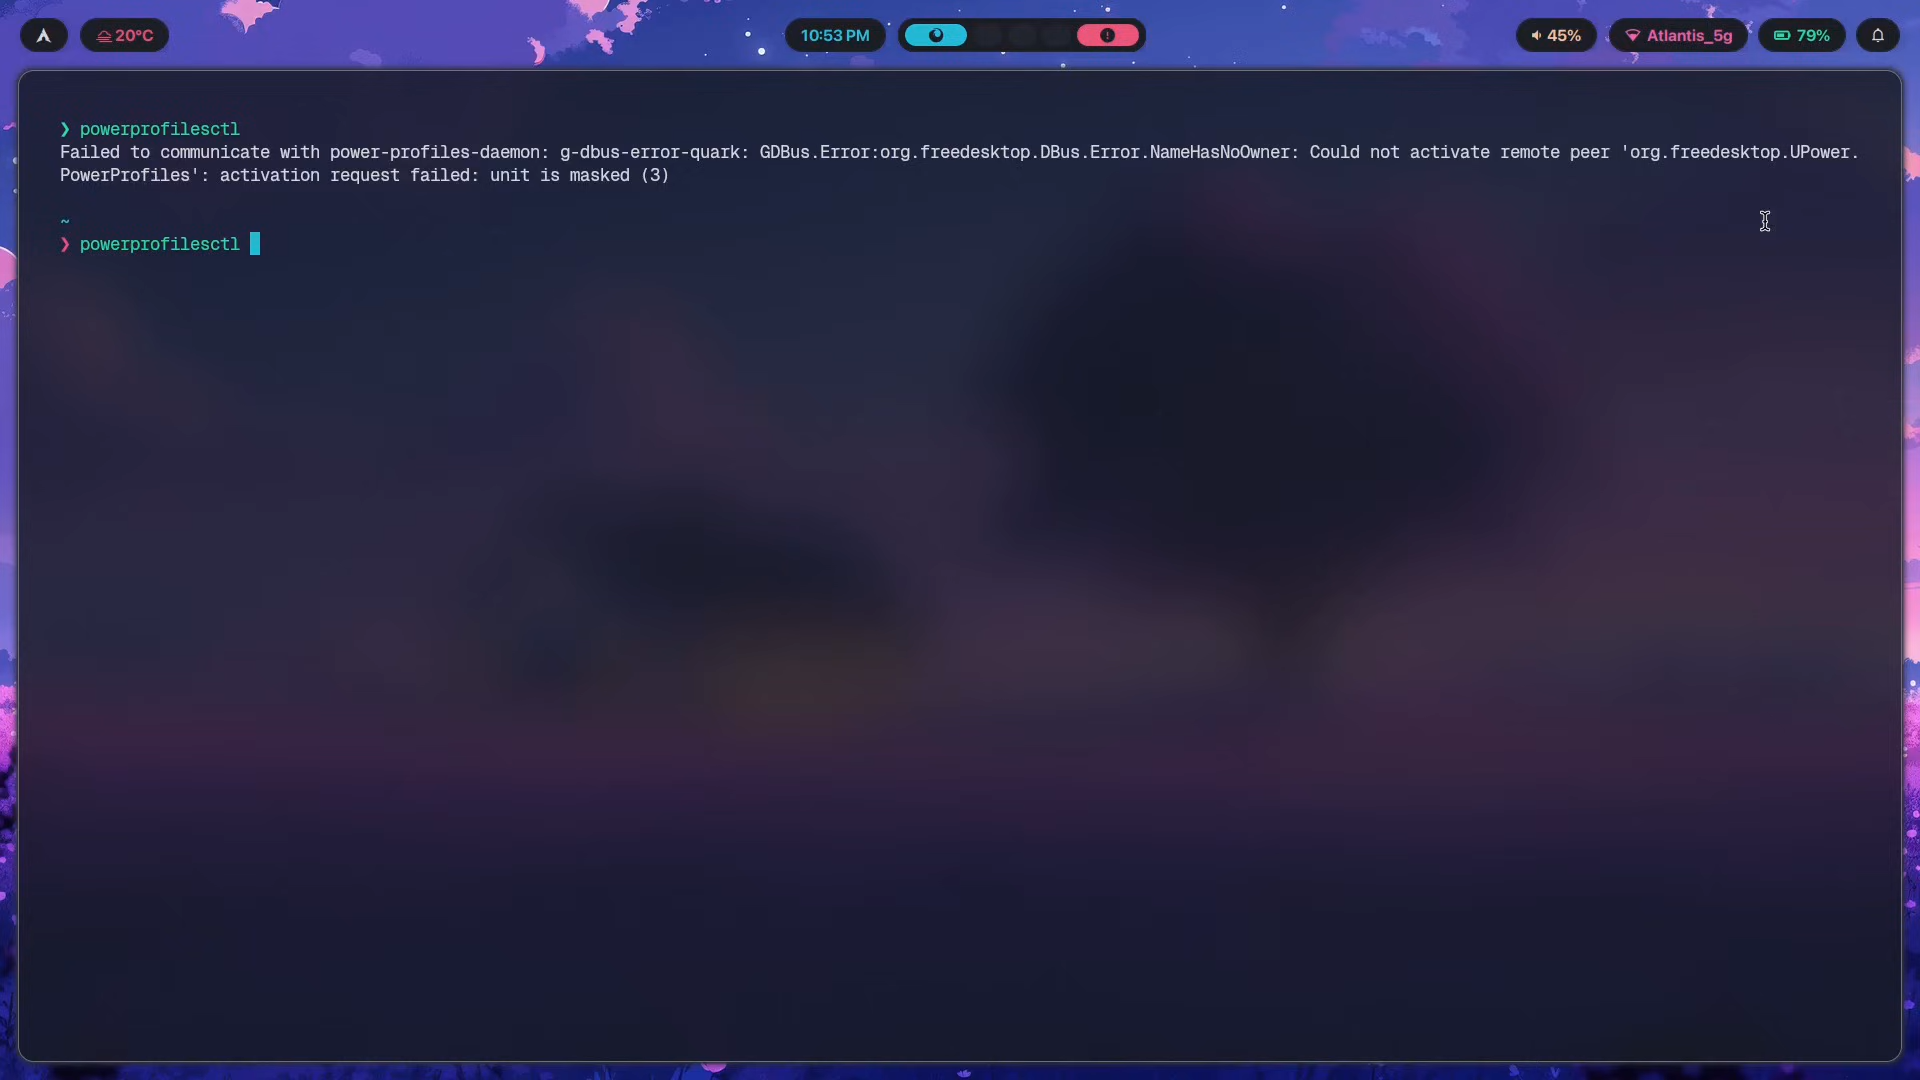 20°C
10:53 PM
45%
Atlantis_5g
79%
❯ powerprofilesctl
Failed to communicate with power-profiles-daemon: g-dbus-error-quark: GDBus.Error:org.freedesktop.DBus.Error.NameHasNoOwner: Could not activate remote peer 'org.freedesktop.UPower.
PowerProfiles': activation request failed: unit is masked (3)
~
❯ powerprofilesctl